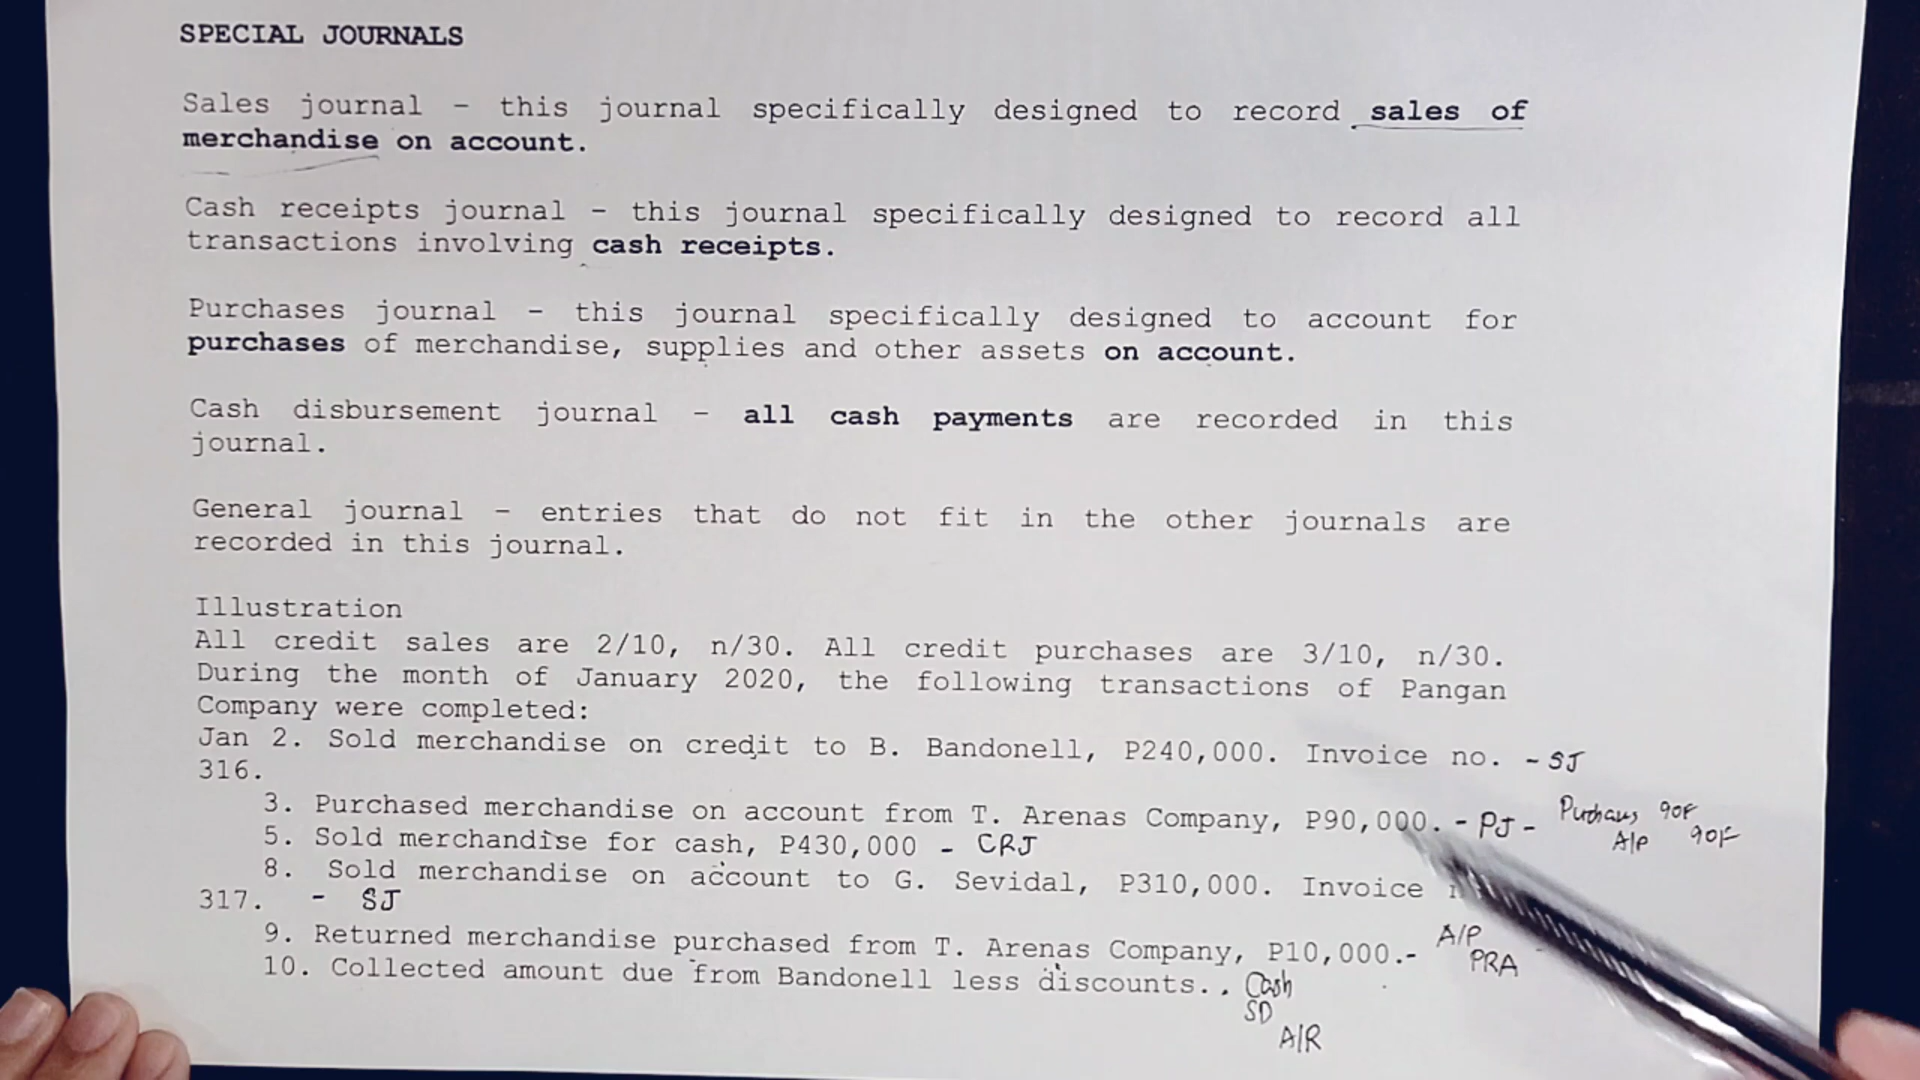 SPECIAL JOURNALS
Sales journal - this journal specifically designed to record sales of
merchandise on account.
Cash receipts journal - this journal specifically designed to record all
transactions involving cash receipts.
Purchases journal - this journal specifically designed to account for
purchases of merchandise, supplies and other assets on account.
Cash disbursement journal - all cash payments are recorded in this
journal.
General journal - entries that do not fit in the other journals are
recorded in this journal.
Illustration
All credit sales are 2/10, n/30. All credit purchases are 3/10, n/30.
During the month of January 2020, the following transactions of Pangan
Company were completed:
Jan 2. Sold merchandise on credit to B. Bandonell, P240,000. Invoice no. - SJ
316.
3. Purchased merchandise on account from T. Arenas Company, P90,000. - PJ - 90K
A/P 90K
5. Sold merchandise for cash, P430,000 - CRJ
8. Sold merchandise on account to G. Sevidal, P310,000. Invoice
317. - SJ
9. Returned merchandise purchased from T. Arenas Company, P10,000.- A/P
PRA
10. Collected amount due from Bandonell less discounts.. Cash
SD
A/R